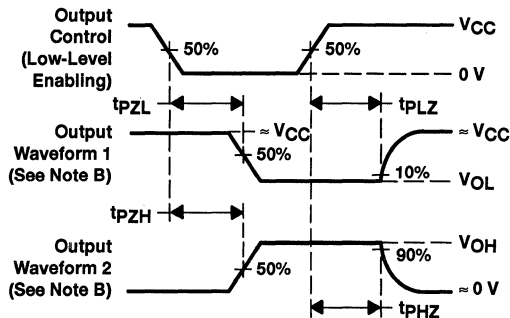 Output
Control
(Low-Level
Enabling)
50%
50%
VCC
0 V
tPZL
tPLZ
Output
Waveform 1
(See Note B)
≈ VCC
50%
≈ VCC
10%
VOL
tPZH
Output
Waveform 2
(See Note B)
50%
VOH
90%
≈ 0 V
tPHZ